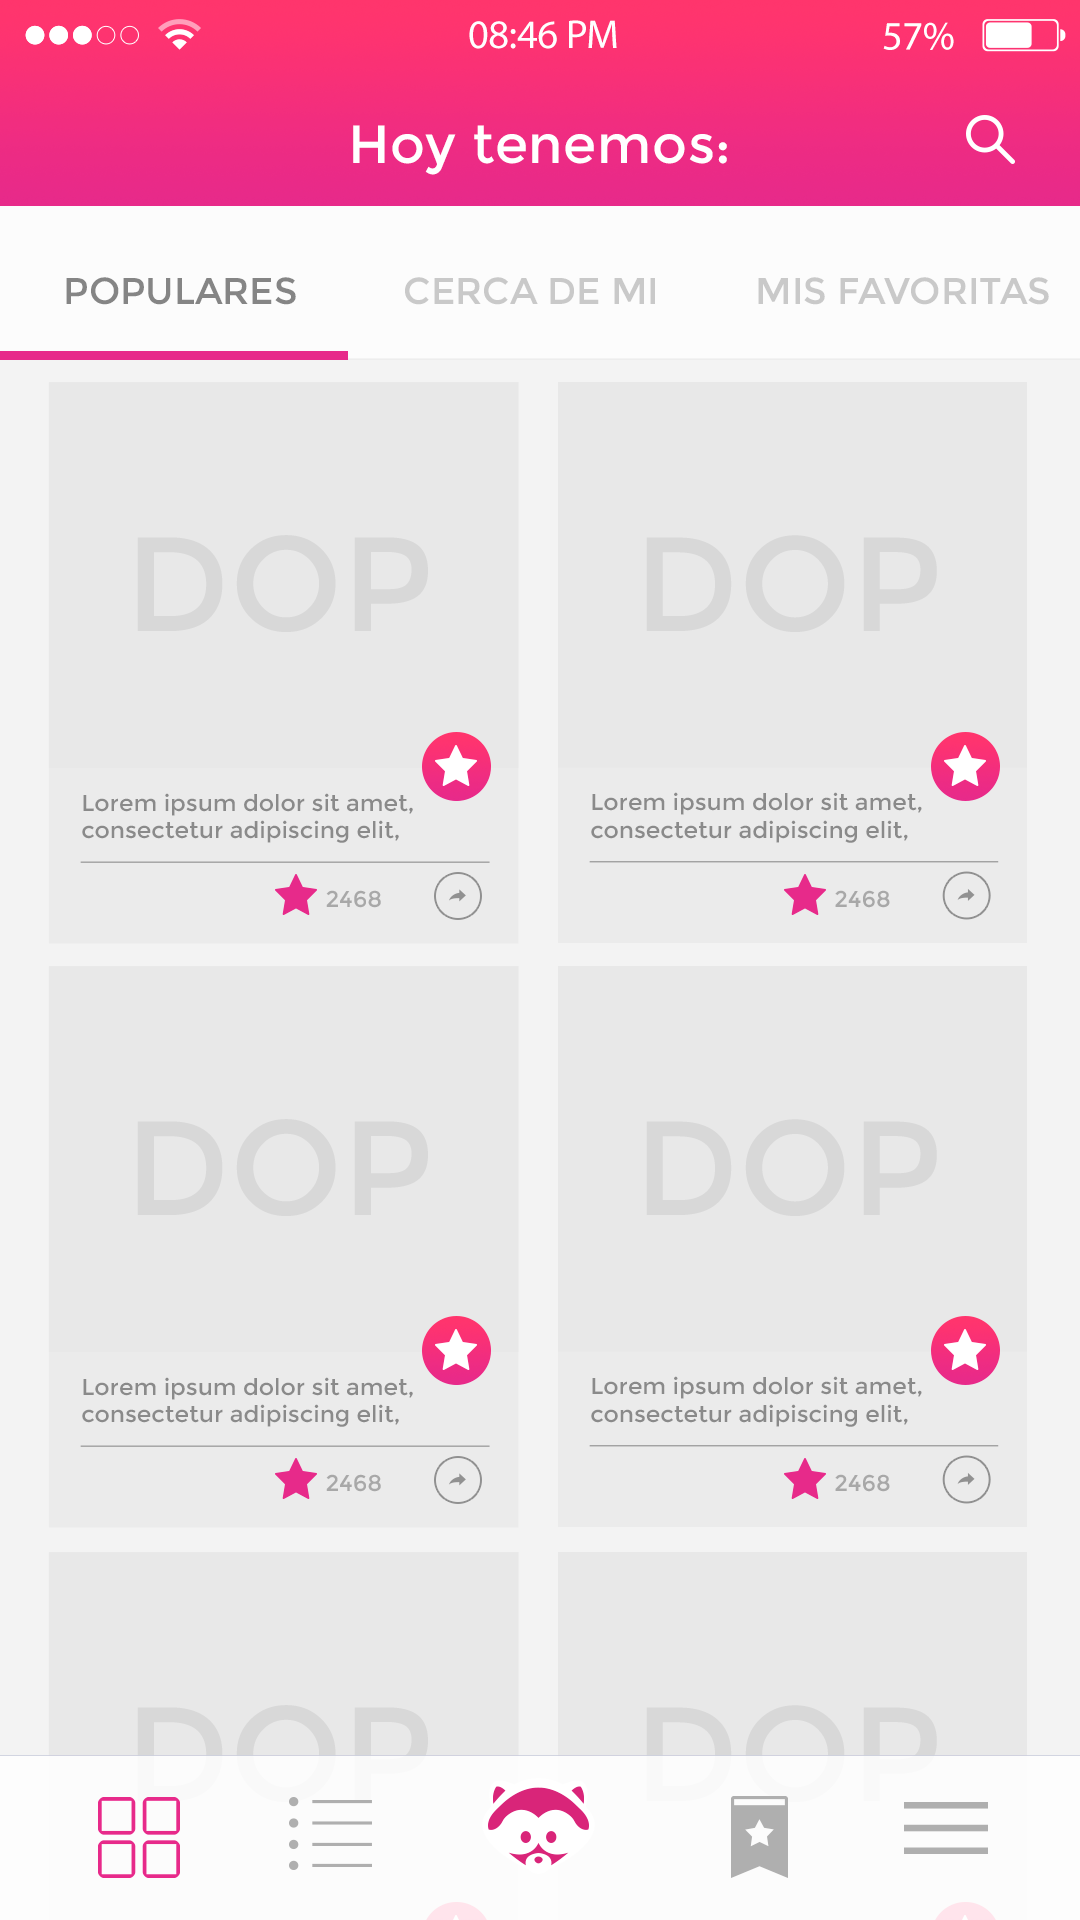 08:46 PM 57%
Hoy tenemos:
POPULARES CERCA DE MI MIS FAVORITAS
DOP DOP
Lorem ipsum dolor sit amet,
consectetur adipiscing elit,
2468
Lorem ipsum dolor sit amet,
consectetur adipiscing elit,
2468
DOP DOP
Lorem ipsum dolor sit amet,
consectetur adipiscing elit,
2468
Lorem ipsum dolor sit amet,
consectetur adipiscing elit,
2468
DOP DOP